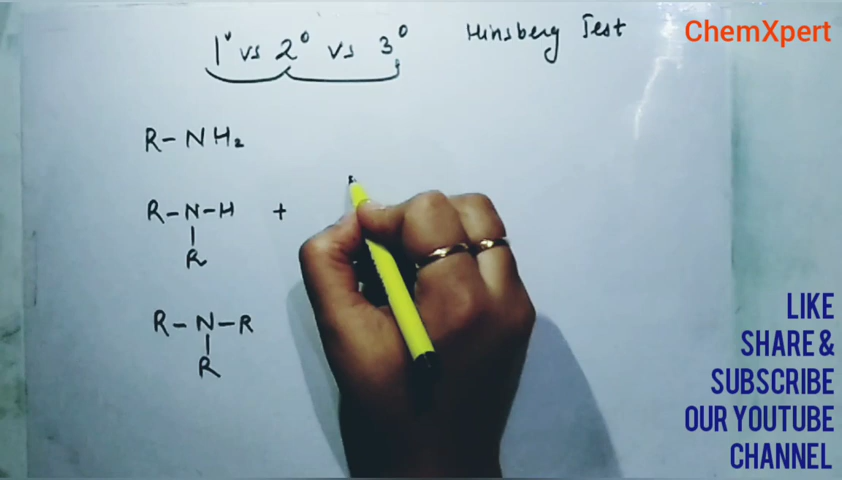 1° vs 2° vs 3° Hinsberg Test
ChemXpert
R-NH₂
R-N-H +
|
R
R-N-R
|
R
LIKE
SHARE &
SUBSCRIBE
OUR YOUTUBE
CHANNEL